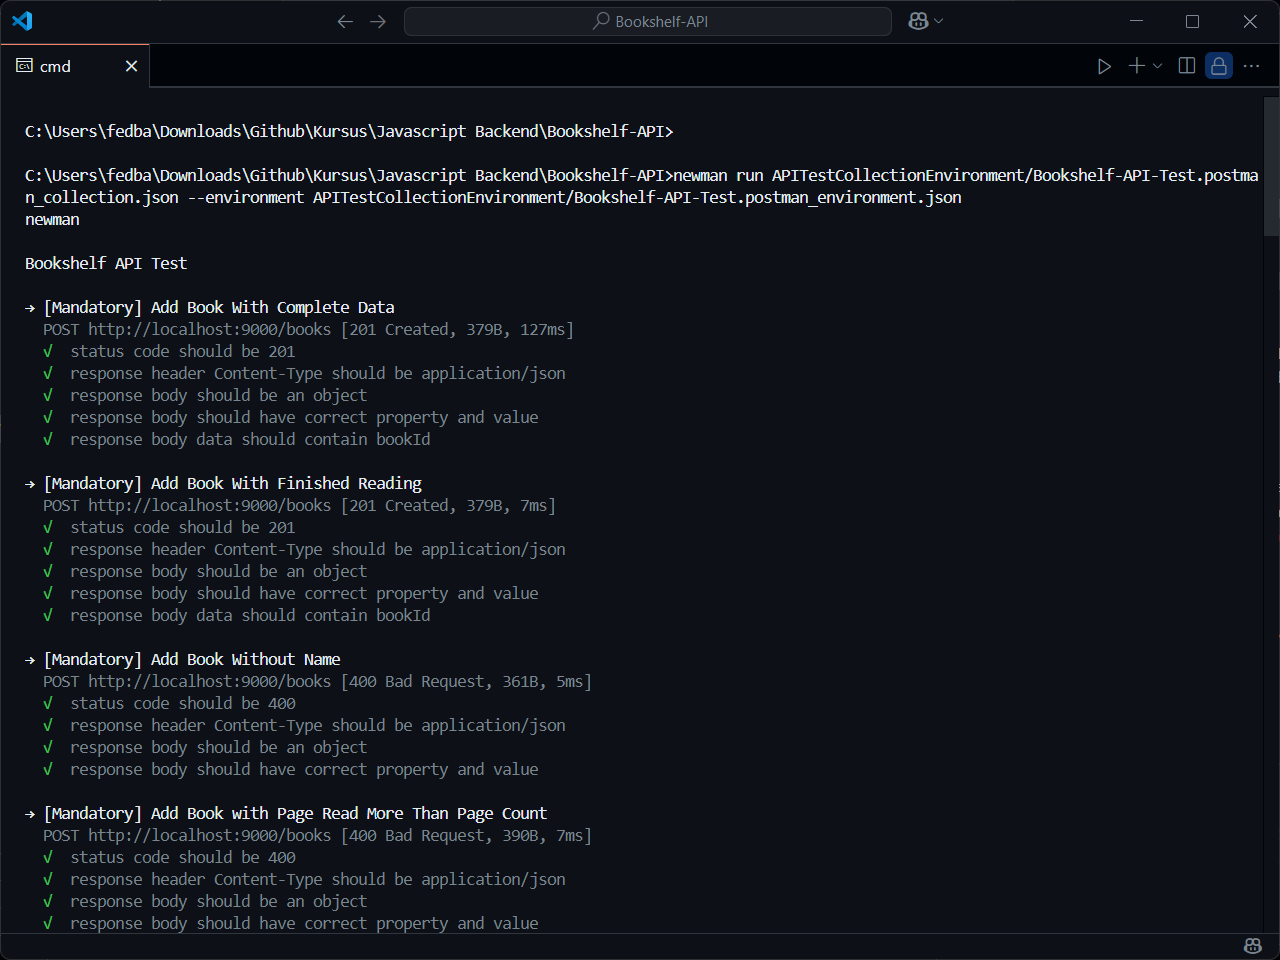 Bookshelf-API
cmd
C:\Users\fedba\Downloads\Github\Kursus\Javascript Backend\Bookshelf-API>
C:\Users\fedba\Downloads\Github\Kursus\Javascript Backend\Bookshelf-API>newman run APITestCollectionEnvironment/Bookshelf-API-Test.postma
n_collection.json --environment APITestCollectionEnvironment/Bookshelf-API-Test.postman_environment.json
newman
Bookshelf API Test
→ [Mandatory] Add Book With Complete Data
POST http://localhost:9000/books [201 Created, 379B, 127ms]
√ status code should be 201
√ response header Content-Type should be application/json
√ response body should be an object
√ response body should have correct property and value
√ response body data should contain bookId
→ [Mandatory] Add Book With Finished Reading
POST http://localhost:9000/books [201 Created, 379B, 7ms]
√ status code should be 201
√ response header Content-Type should be application/json
√ response body should be an object
√ response body should have correct property and value
√ response body data should contain bookId
→ [Mandatory] Add Book Without Name
POST http://localhost:9000/books [400 Bad Request, 361B, 5ms]
√ status code should be 400
√ response header Content-Type should be application/json
√ response body should be an object
√ response body should have correct property and value
→ [Mandatory] Add Book with Page Read More Than Page Count
POST http://localhost:9000/books [400 Bad Request, 390B, 7ms]
√ status code should be 400
√ response header Content-Type should be application/json
√ response body should be an object
√ response body should have correct property and value